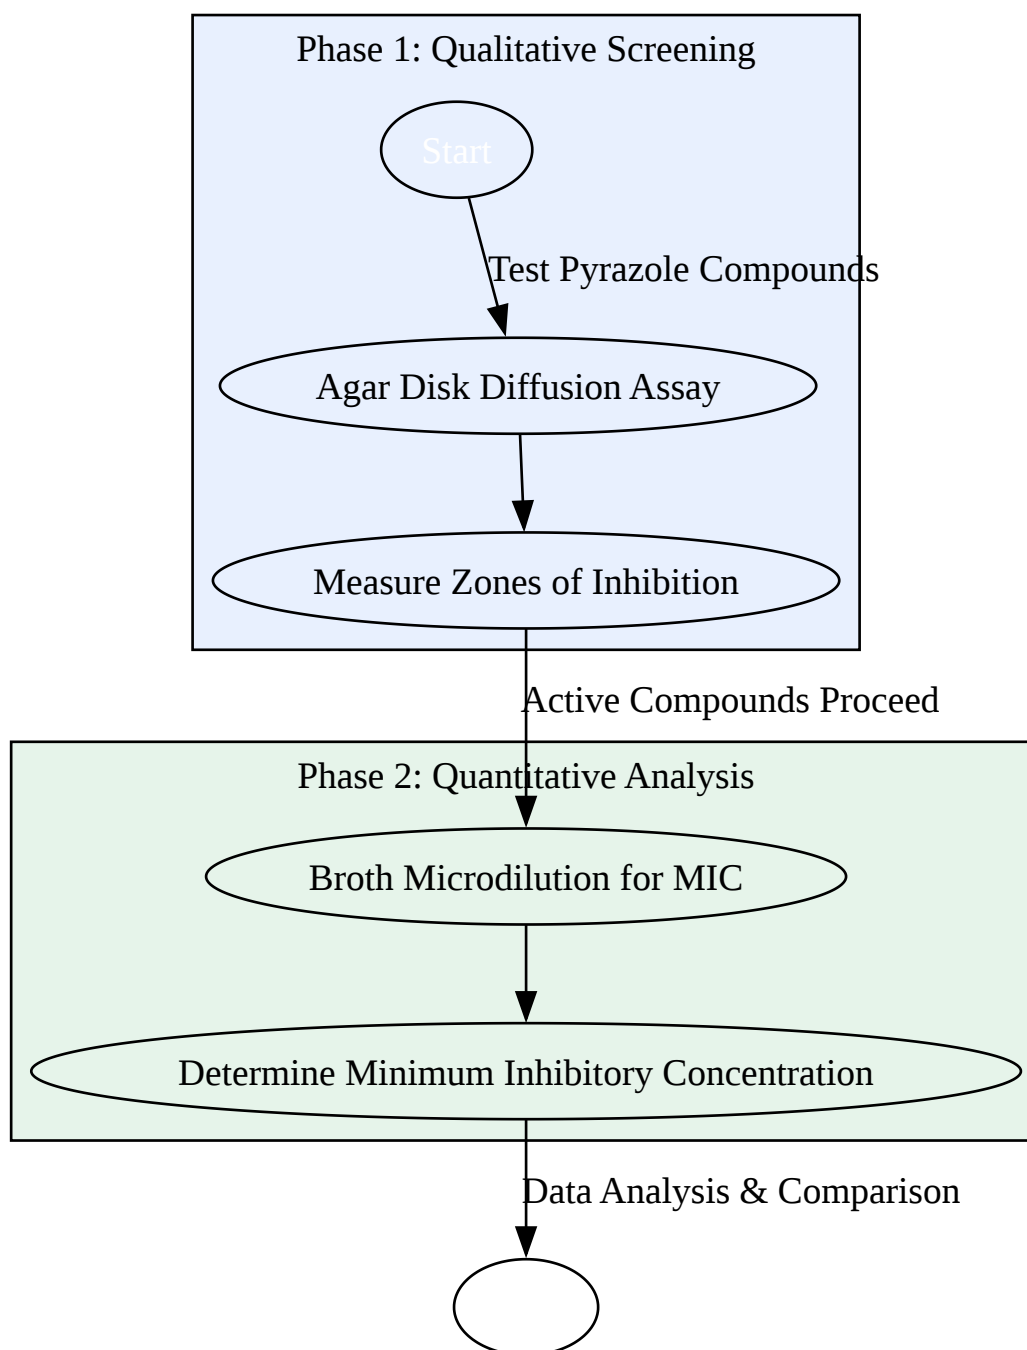 Phase 1: Qualitative Screening
Start
Test Pyrazole Compounds
Agar Disk Diffusion Assay
Measure Zones of Inhibition
Active Compounds Proceed
Phase 2: Quantitative Analysis
Broth Microdilution for MIC
Determine Minimum Inhibitory Concentration
Data Analysis & Comparison